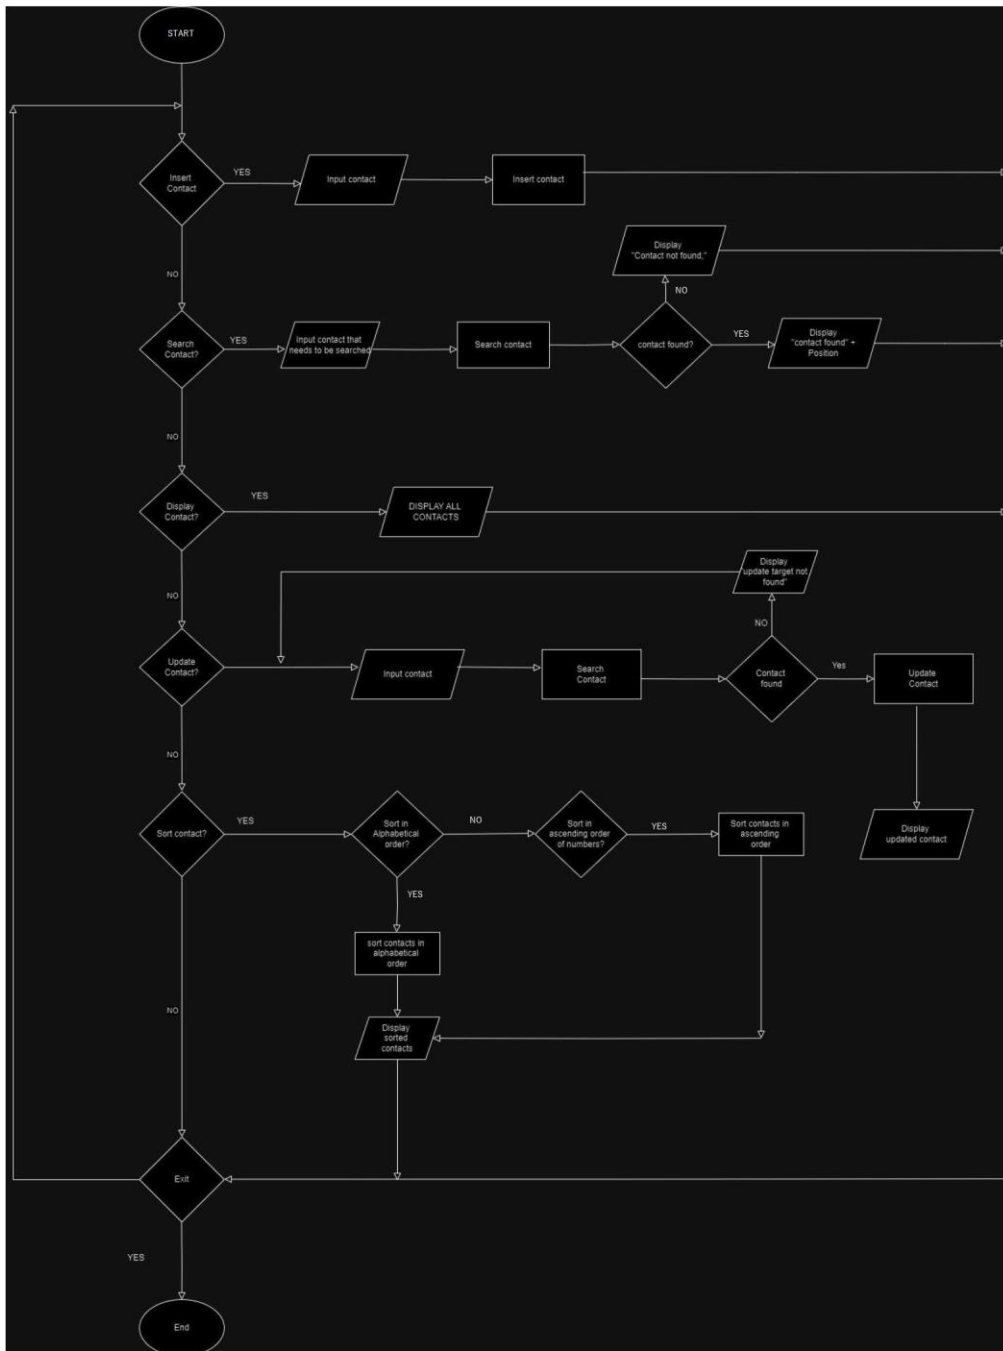 START
Insert
Contact
YES
Input contact
Insert contact
Display
"Contact not found,"
NO
NO
Search
Contact?
YES
Input contact that
needs to be searched
Search contact
contact found?
YES
Display
"contact found" +
Position
NO
Display
Contact?
YES
DISPLAY ALL
CONTACTS
Display
"update target not
found"
NO
NO
Update
Contact?
Input contact
Search
Contact
Contact
found
Yes
Update
Contact
NO
Sort contact?
YES
Sort in
Alphabetical
order?
NO
Sort in
ascending order
of numbers?
YES
Sort contacts in
ascending
order
Display
updated contact
YES
sort contacts in
alphabetical
order
NO
Display
sorted
contacts
Exit
YES
End